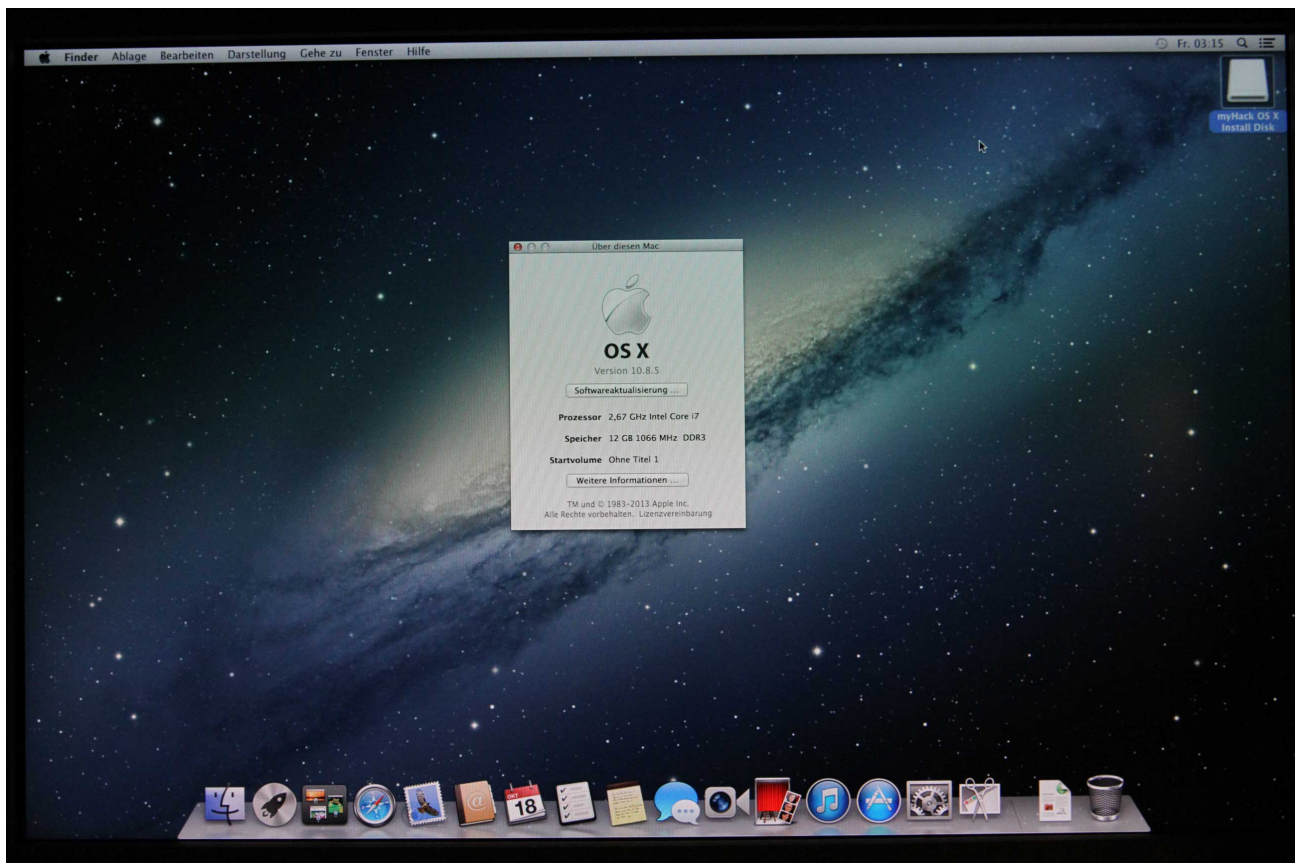 Finder Ablage Bearbeiten Darstellung Gehe zu Fenster Hilfe
Fr. 03:15
myHack OS X
Install Disk
Über diesen Mac
OS X
Version 10.8.5
Softwareaktualisierung ...
Prozessor 2,67 GHz Intel Core i7
Speicher 12 GB 1066 MHz DDR3
Startvolume Ohne Titel 1
Weitere Informationen ...
TM und © 1983–2013 Apple Inc.
Alle Rechte vorbehalten. Lizenzvereinbarung
OKT
18